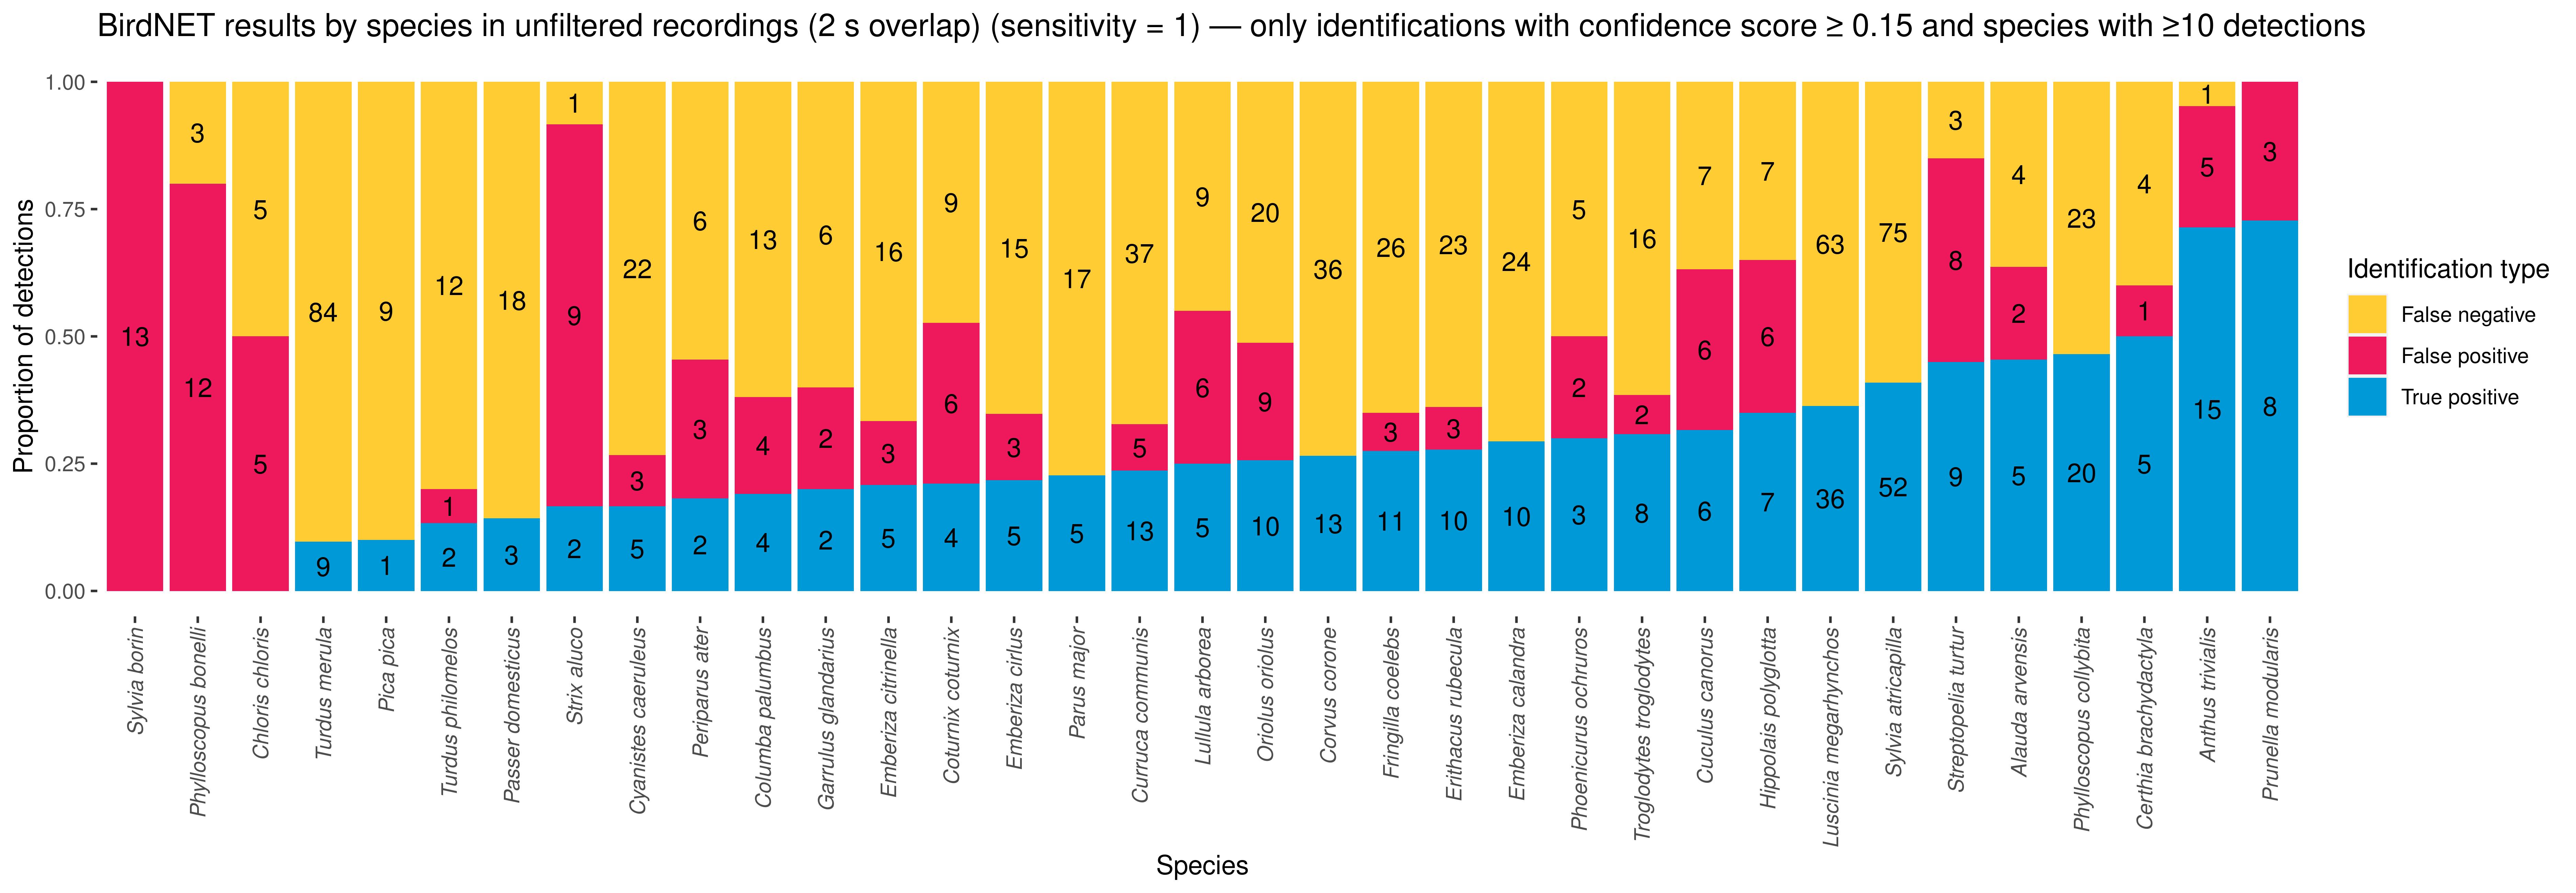 BirdNET results by species in unfiltered recordings (2 s overlap) (sensitivity = 1) — only identifications with confidence score ≥ 0.15 and species with ≥10 detections
Proportion of detections
1.00
0.75
0.50
0.25
0.00
13
3
12
5
5
84
9
9
1
12
1
2
18
3
1
9
2
22
3
5
6
3
2
13
4
4
6
2
2
16
3
5
9
6
4
15
3
5
17
5
37
5
13
9
6
5
20
9
10
36
13
26
3
11
23
3
10
24
10
5
2
3
16
2
8
7
6
6
7
6
7
63
36
75
52
3
8
9
4
2
5
23
20
4
1
5
1
5
15
3
8
Sylvia borin
Phylloscopus bonelli
Chloris chloris
Turdus merula
Pica pica
Turdus philomelos
Passer domesticus
Strix aluco
Cyanistes caeruleus
Periparus ater
Columba palumbus
Garrulus glandarius
Emberiza citrinella
Coturnix coturnix
Emberiza cirlus
Parus major
Curruca communis
Lullula arborea
Oriolus oriolus
Corvus corone
Fringilla coelebs
Erithacus rubecula
Emberiza calandra
Phoenicurus ochruros
Troglodytes troglodytes
Cuculus canorus
Hippolais polyglotta
Luscinia megarhynchos
Sylvia atricapilla
Streptopelia turtur
Alauda arvensis
Phylloscopus collybita
Certhia brachydactyla
Anthus trivialis
Prunella modularis
Species
Identification type
False negative
False positive
True positive